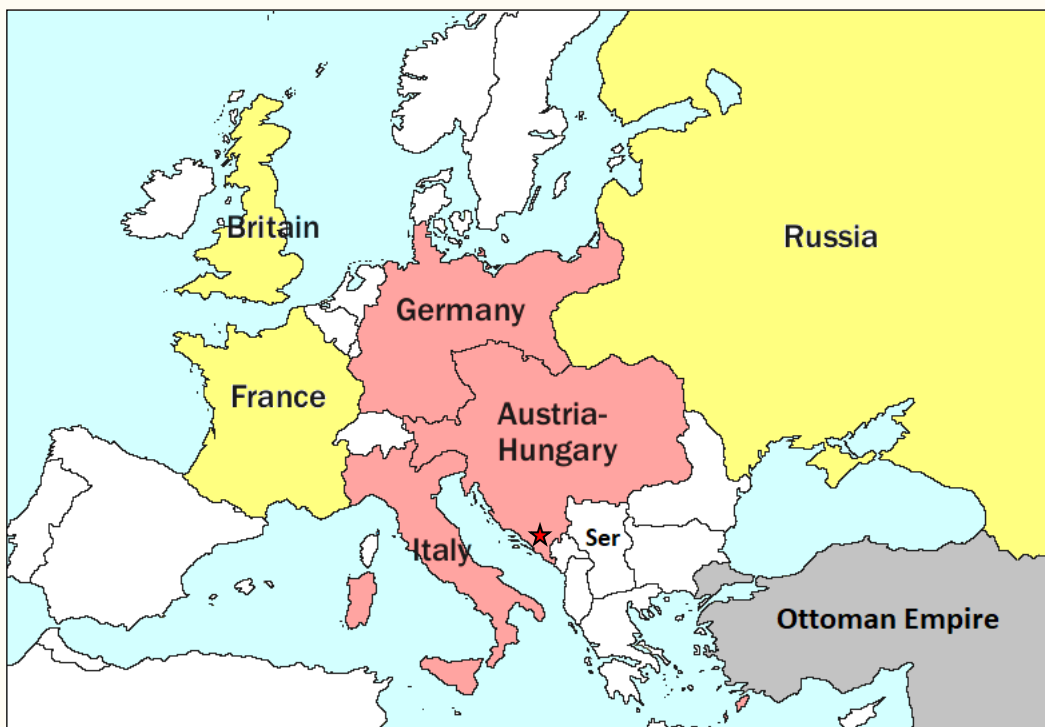 Britain
Russia
Germany
France
Austria-
Hungary
Ser
Italy
Ottoman Empire